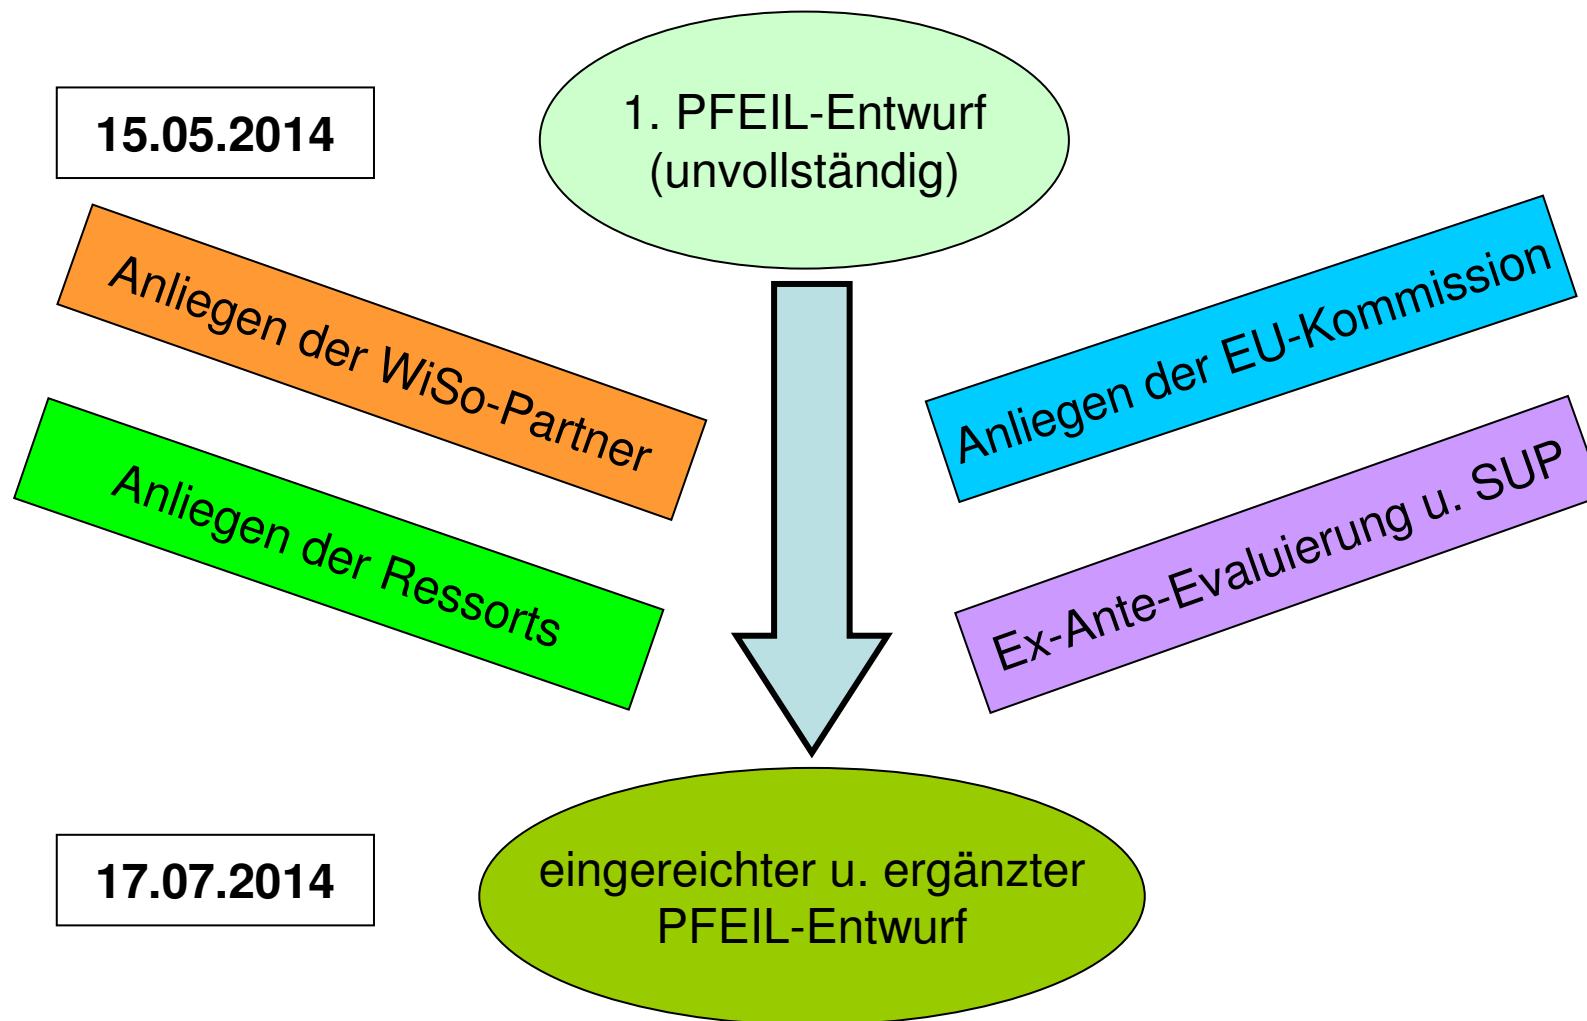 15.05.2014
1. PFEIL-Entwurf
(unvollständig)
Anliegen der WiSo-Partner
Anliegen der EU-Kommission
Anliegen der Ressorts
Ex-Ante-Evaluierung u. SUP
17.07.2014
eingereichter u. ergänzter
PFEIL-Entwurf